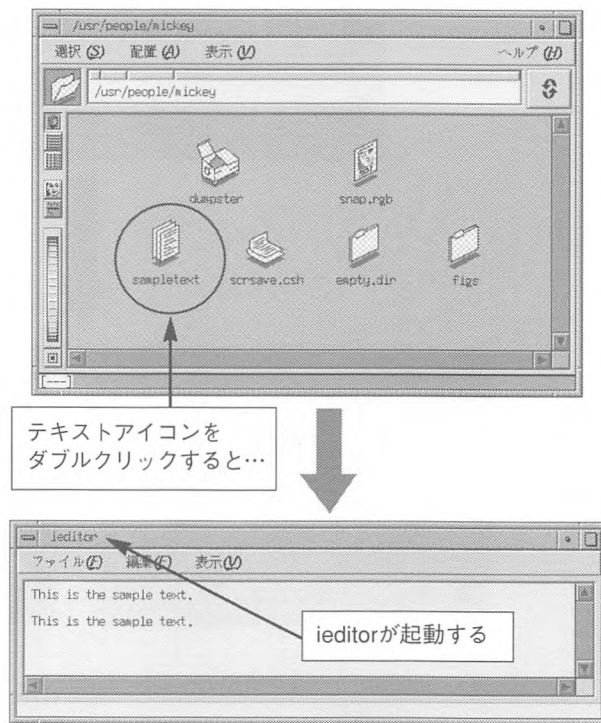 /usr/people/mickey
選択 (S) 配置 (A) 表示 (V) ヘルプ (H)
/usr/people/mickey
dumpster snap.rgb
sampletext scrsave.csh empty.dir figs
[---]
テキストアイコンを
ダブルクリックすると…
ieditor
ファイル(F) 編集(E) 表示(V)
This is the sample text.
This is the sample text.
ieditorが起動する